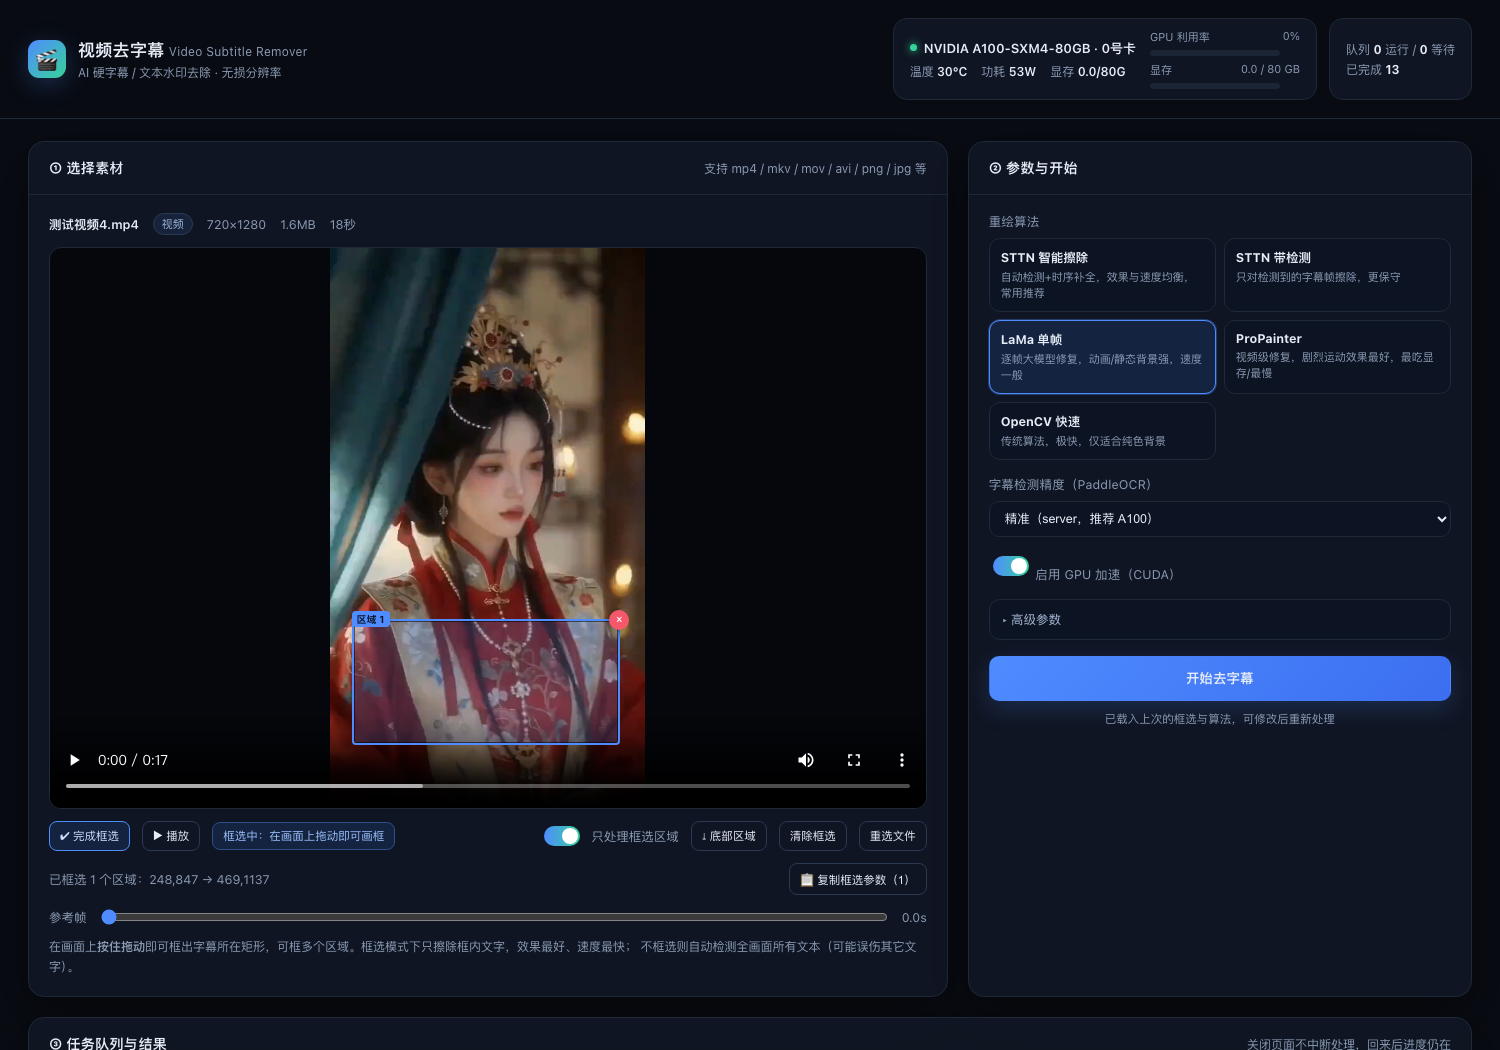 视频去字幕 Video Subtitle Remover
AI 硬字幕 / 文本水印去除 · 无损分辨率
NVIDIA A100-SXM4-80GB · 0号卡
温度 30°C 功耗 53W 显存 0.0/80G
GPU 利用率 0%
显存 0.0 / 80 GB
队列 0 运行 / 0 等待
已完成 13
① 选择素材
支持 mp4 / mkv / mov / avi / png / jpg 等
测试视频4.mp4 视频 720×1280 1.6MB 18秒
区域 1
×
0:00 / 0:17
✔ 完成框选
▶ 播放
框选中：在画面上拖动即可画框
只处理框选区域
↓ 底部区域
清除框选
重选文件
已框选 1 个区域：248,847 → 469,1137
📋 复制框选参数（1）
参考帧 0.0s
在画面上按住拖动即可框出字幕所在矩形，可框多个区域。框选模式下只擦除框内文字，效果最好、速度最快； 不框选则自动检测全画面所有文本（可能误伤其它文
字）。
② 参数与开始
重绘算法
STTN 智能擦除
自动检测+时序补全，效果与速度均衡，
常用推荐
STTN 带检测
只对检测到的字幕帧擦除，更保守
LaMa 单帧
逐帧大模型修复，动画/静态背景强，速度
一般
ProPainter
视频级修复，剧烈运动效果最好，最吃显
存/最慢
OpenCV 快速
传统算法，极快，仅适合纯色背景
字幕检测精度（PaddleOCR）
精准（server，推荐 A100）
启用 GPU 加速（CUDA）
▸ 高级参数
开始去字幕
已载入上次的框选与算法，可修改后重新处理
③ 任务队列与结果
关闭页面不中断处理，回来后进度仍在